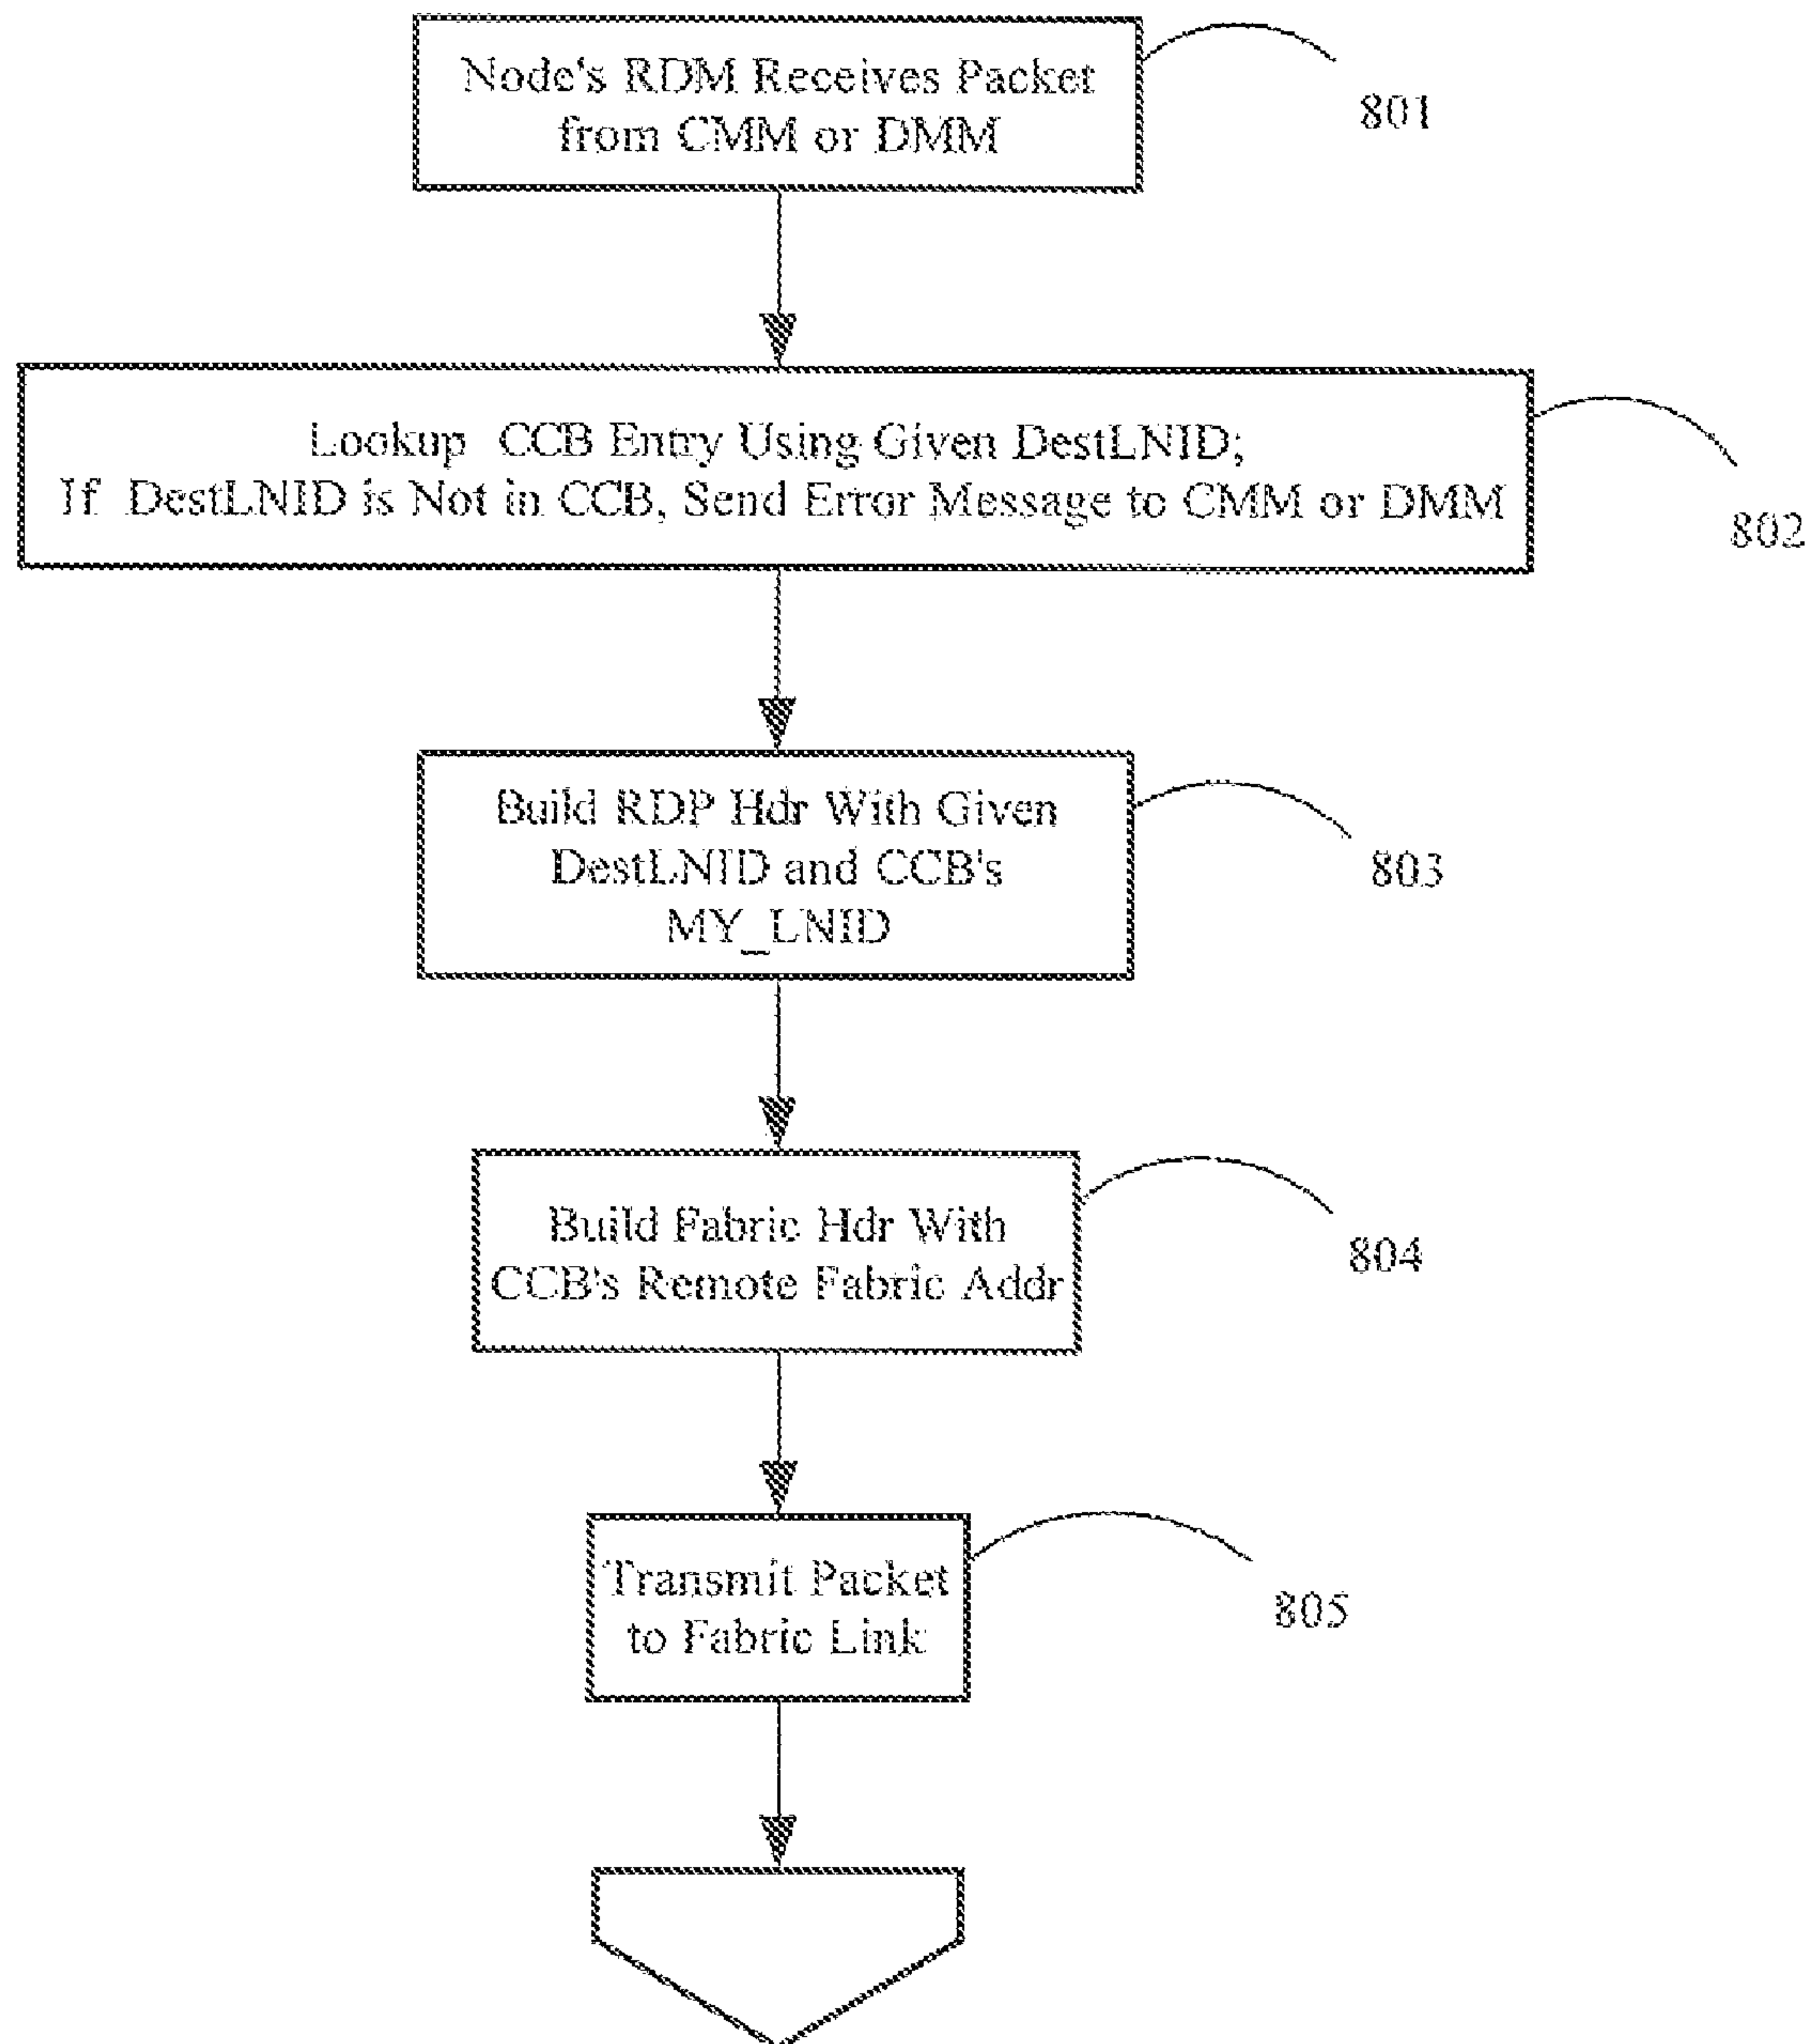 Node's RDM Receives Packet
from CMM or DMM
801
Lookup CCB Entry Using Given DestLNID;
If DestLNID is Not in CCB, Send Error Message to CMM or DMM
802
Build RDP Hdr With Given
DestLNID and CCB's
MY_LNID
803
Build Fabric Hdr With
CCB's Remote Fabric Addr
804
Transmit Packet
to Fabric Link
805